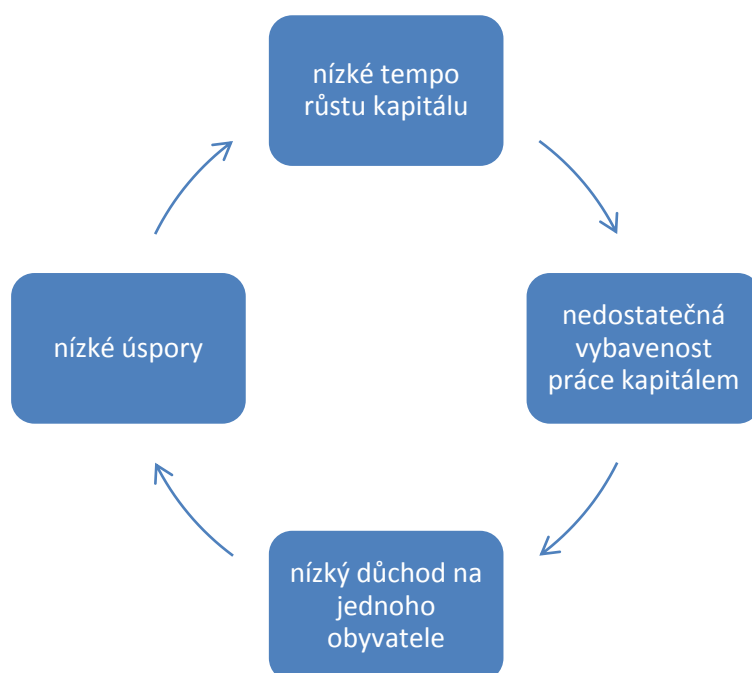 nízké tempo
růstu kapitálu
nedostatečná
vybavenost
práce kapitálem
nízký důchod na
jednoho
obyvatele
nízké úspory